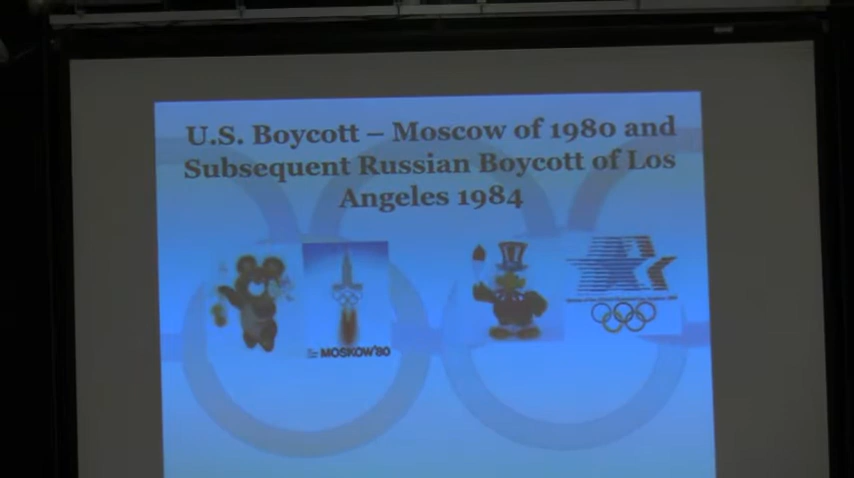 U.S. Boycott – Moscow of 1980 and
Subsequent Russian Boycott of Los
Angeles 1984
MOSKOW'80